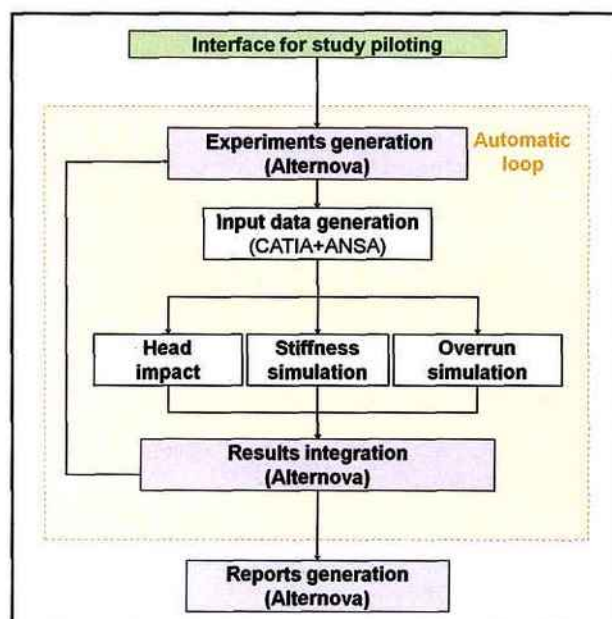 Interface for study piloting
Experiments generation
(Alternova)
Automatic
loop
Input data generation
(CATIA+ANSA)
Head
impact
Stiffness
simulation
Overrun
simulation
Results integration
(Alternova)
Reports generation
(Alternova)